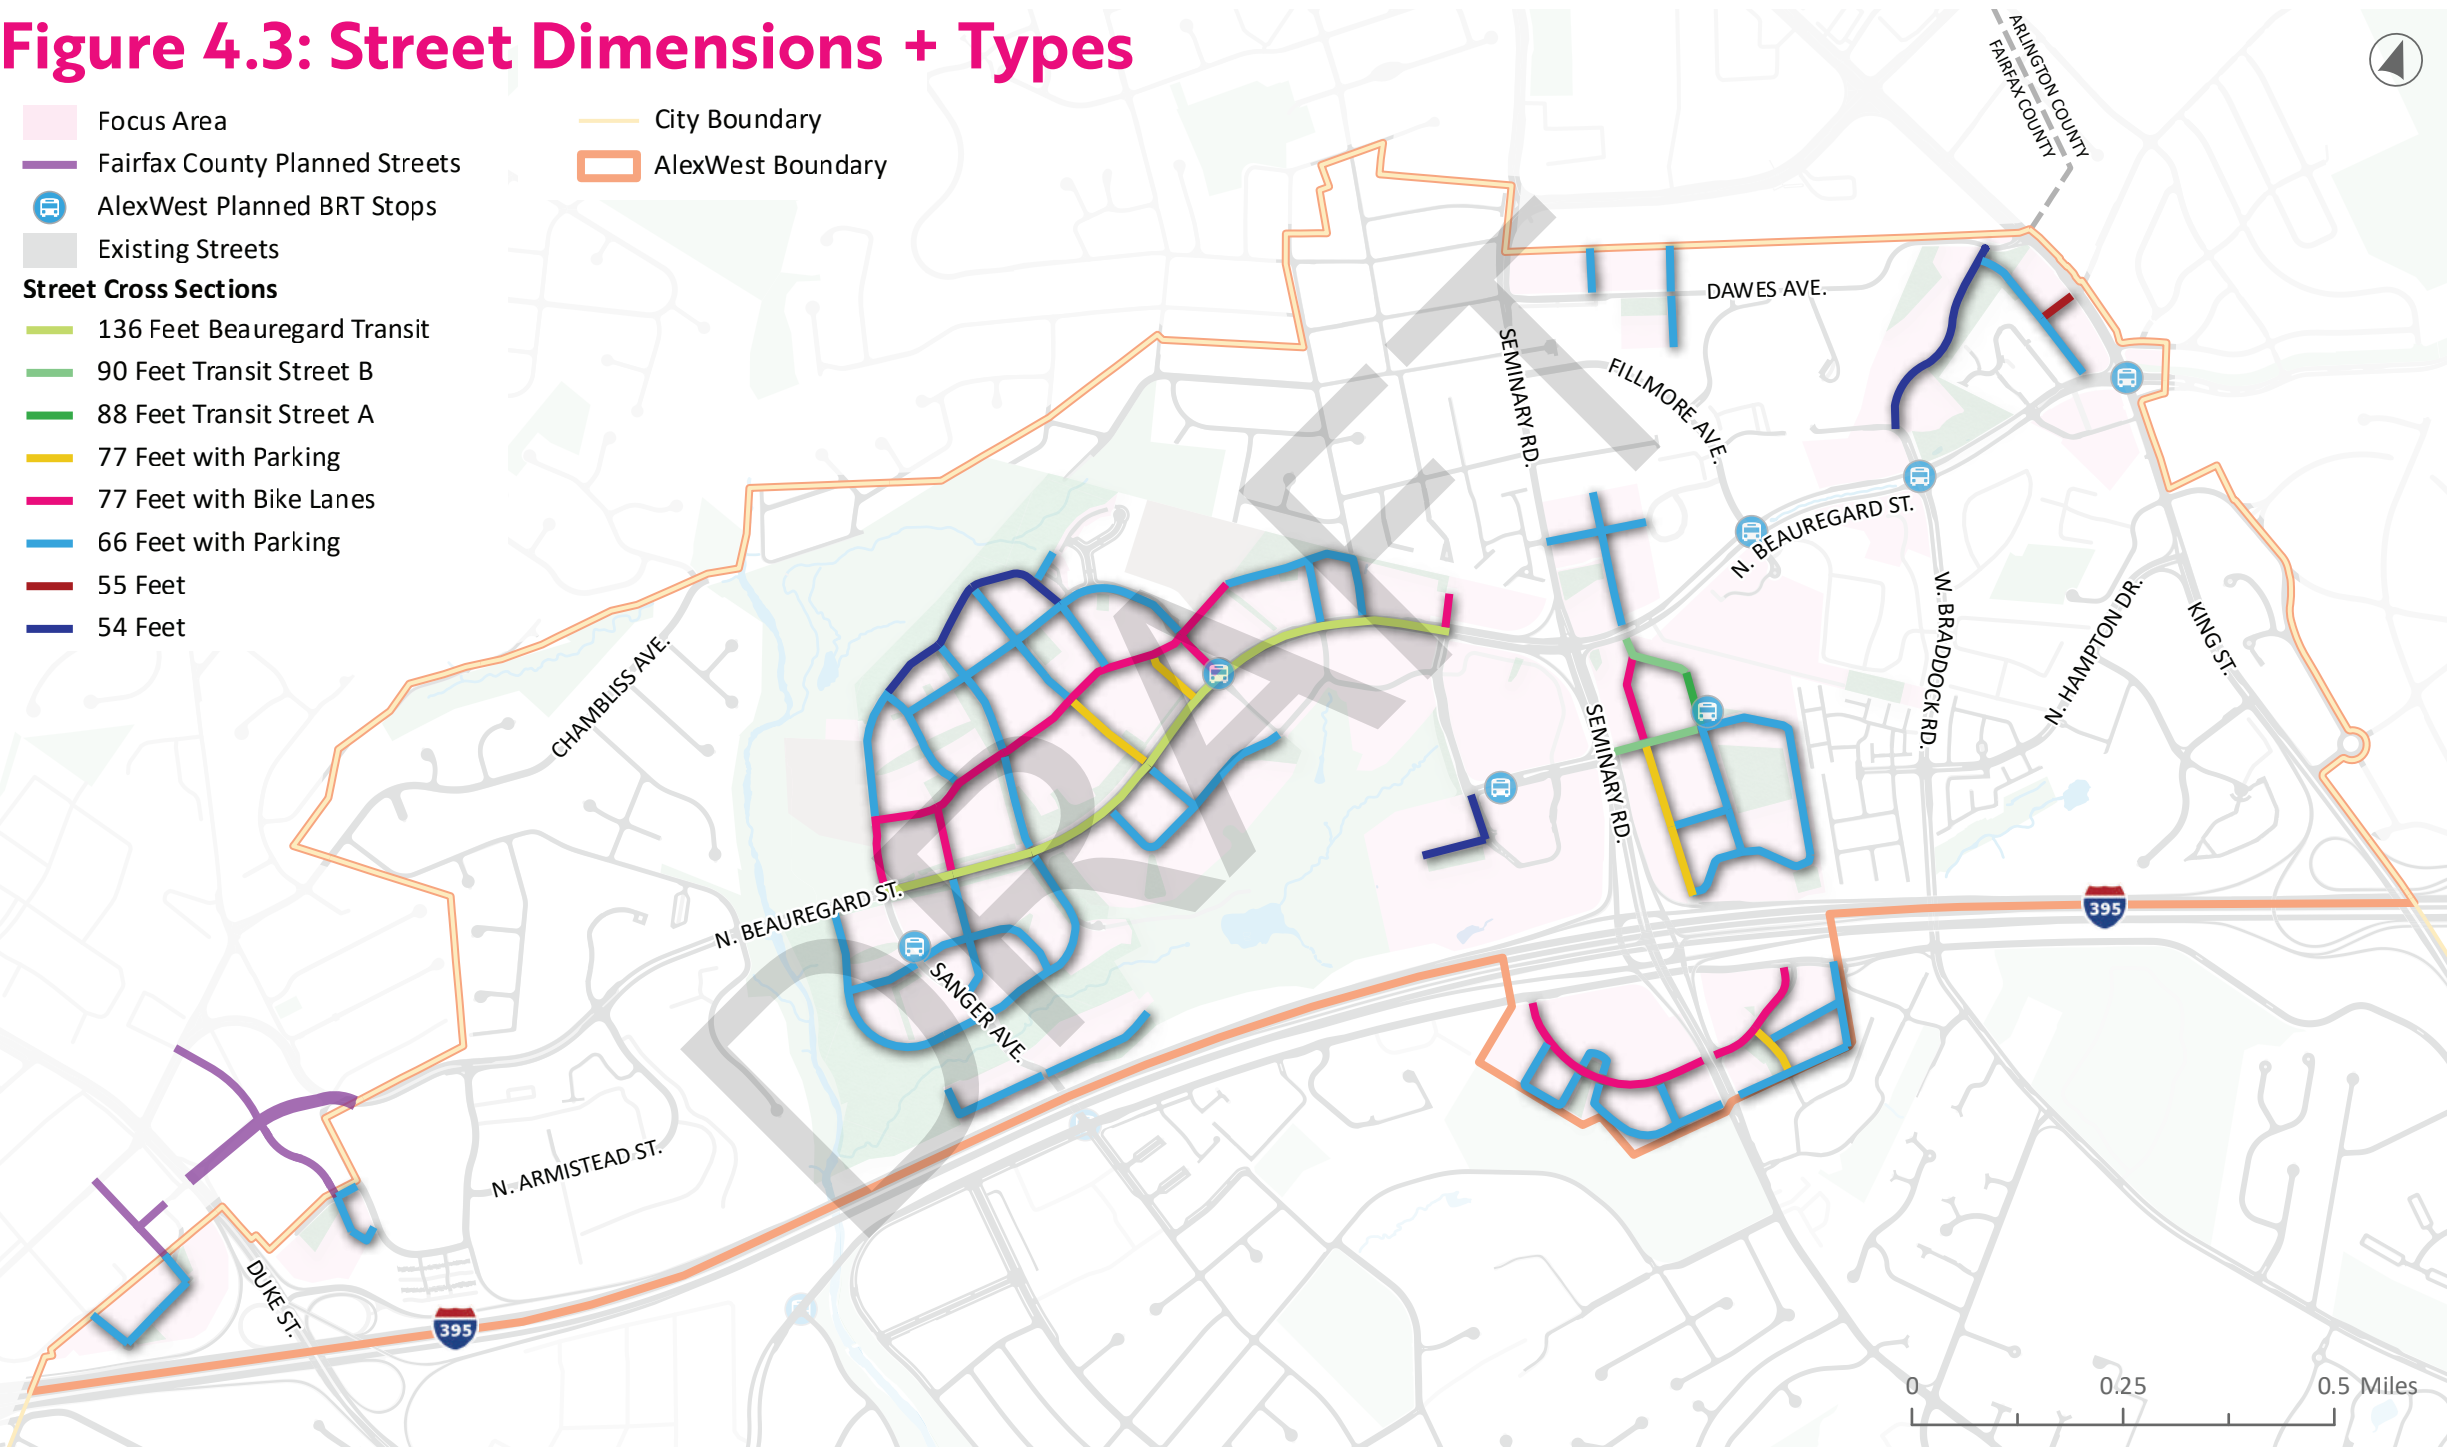 Figure 4.3: Street Dimensions + Types
Focus Area
Fairfax County Planned Streets
AlexWest Planned BRT Stops
Existing Streets
City Boundary
AlexWest Boundary
Street Cross Sections
136 Feet Beauregard Transit
90 Feet Transit Street B
88 Feet Transit Street A
77 Feet with Parking
77 Feet with Bike Lanes
66 Feet with Parking
55 Feet
54 Feet
ARLINGTON COUNTY
FAIRFAX COUNTY
DAWES AVE.
SEMINARY RD.
FILLMORE AVE.
N. BEAUREGARD ST.
W. BRADDOCK RD.
N. HAMPTON DR.
KING ST.
CHAMBLISS AVE.
SEMINARY RD.
N. BEAUREGARD ST.
SANGER AVE.
395
N. ARMISTEAD ST.
DUKE ST.
395
DRAFT
0 0.25 0.5 Miles